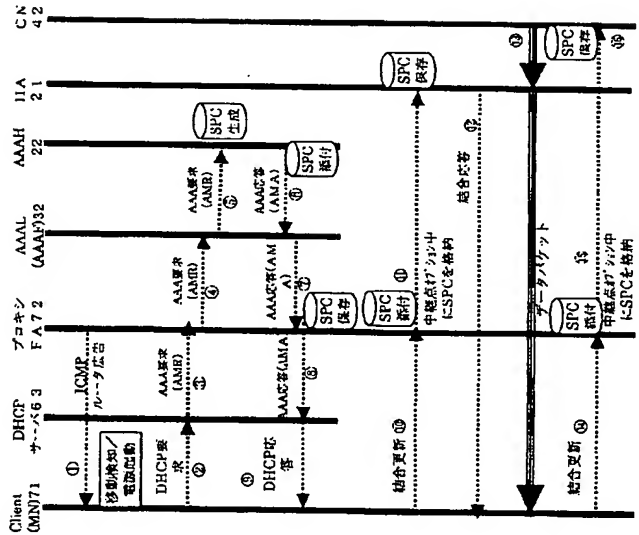 Client
(MN)71
DHCP
サーバ63
プロキシ
FA72
AAAL
(AAAF)32
AAAH
22
HA
21
CN
42
①
ICMP
ルータ広告
移動検知/
電源起動
DHCP要
求
②
AAA要求
(AMR)
③
AAA要求
(AMR)
④
AAA要求
(AMR)
⑤
SPC
生成
SPC
添付
AAA応答
(AMA)
⑥
AAA応答(AM
A)
⑦
SPC
保存
AAA応答(AMA
⑧
⑨
DHCP応
答
結合更新 ⑩
SPC
添付
⑪
中継点オプション中
にSPCを格納
SPC
保存
⑫
結合応答
⑬
データパケット
結合更新 ⑭
SPC
添付
⑮
中継点オプション中
にSPCを格納
SPC
保存